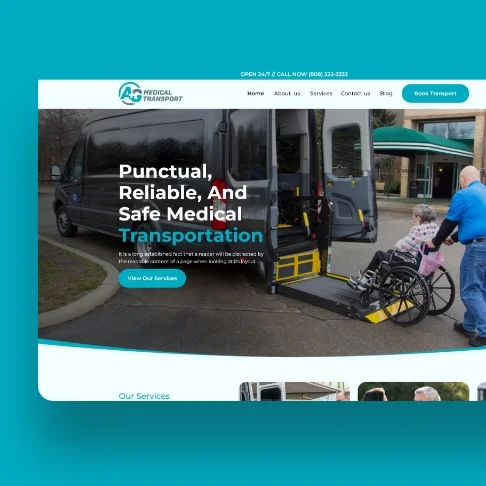 OPEN 24/7 // CALL NOW (888) 222-3333
AG MEDICAL
TRANSPORT
Home About us Services Contact us Blog Book Transport
Punctual,
Reliable, And
Safe Medical
Transportation
It is a long established fact that a reader will be distracted by
the readable content of a page when looking at its layout.
View Our Services
Our Services